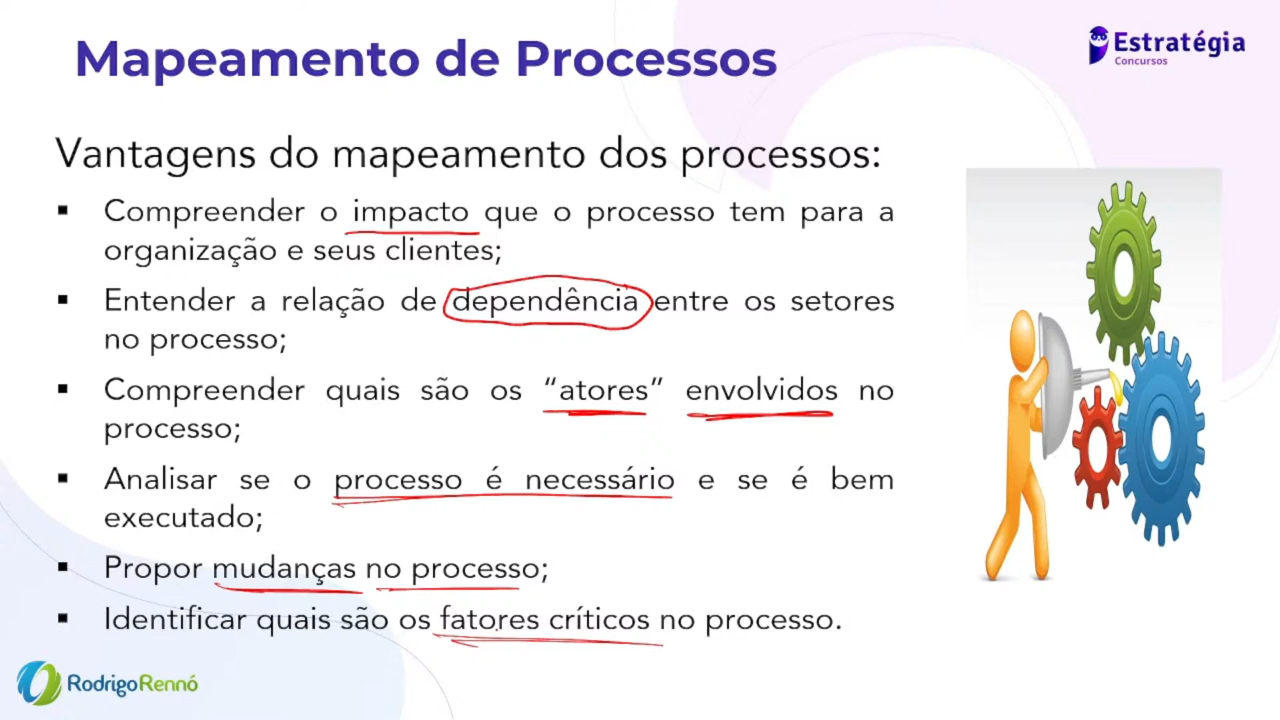 Mapeamento de Processos
Estratégia
Concursos
Vantagens do mapeamento dos processos:
▪ Compreender o impacto que o processo tem para a
organização e seus clientes;
▪ Entender a relação de dependência entre os setores
no processo;
▪ Compreender quais são os “atores” envolvidos no
processo;
▪ Analisar se o processo é necessário e se é bem
executado;
▪ Propor mudanças no processo;
▪ Identificar quais são os fatores críticos no processo.
RodrigoRennó